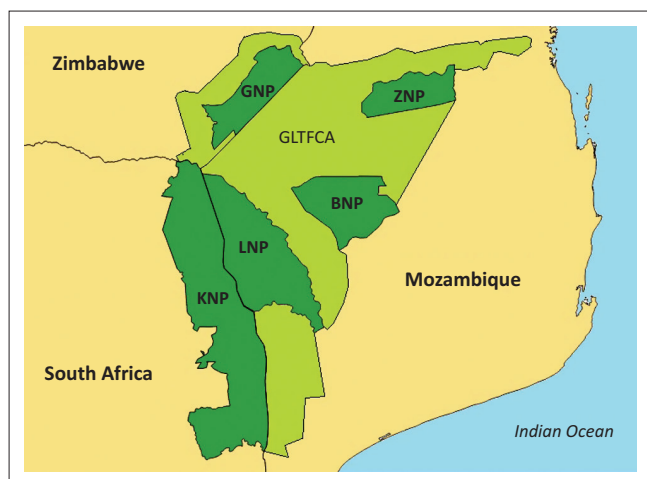 Zimbabwe
GNP
ZNP
GLTFCA
BNP
LNP
KNP
Mozambique
South Africa
Indian Ocean